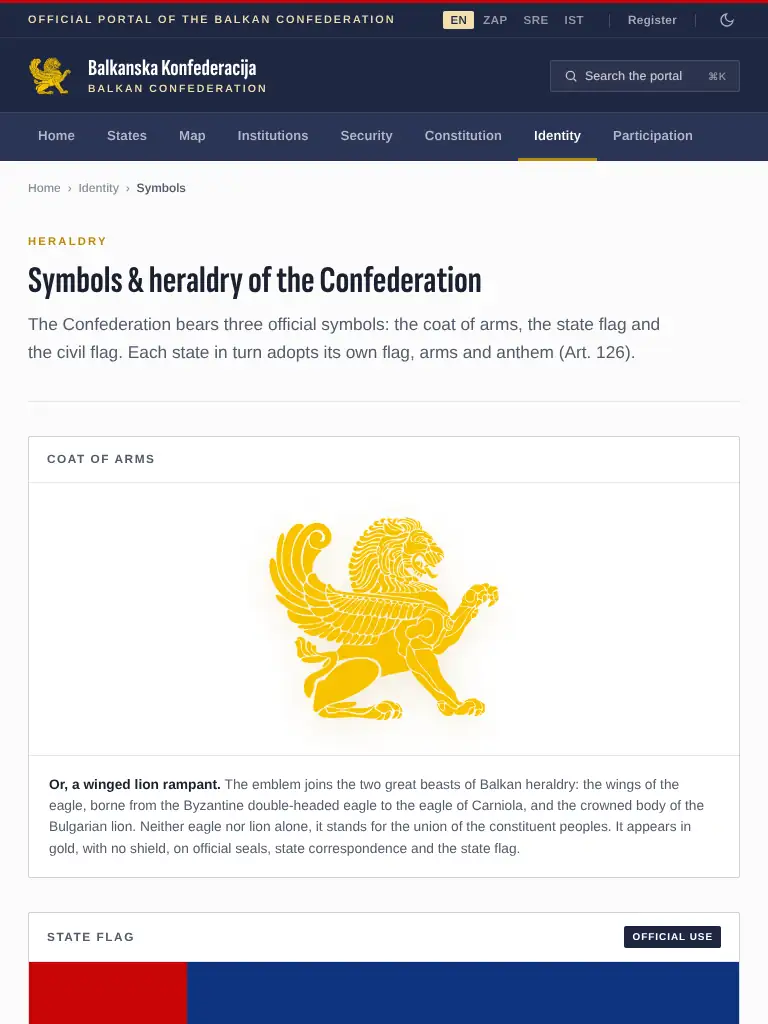 OFFICIAL PORTAL OF THE BALKAN CONFEDERATION
EN ZAP SRE IST Register
Balkanska Konfederacija
BALKAN CONFEDERATION
Search the portal ⌘K
Home States Map Institutions Security Constitution Identity Participation
Home › Identity › Symbols
HERALDRY
Symbols & heraldry of the Confederation
The Confederation bears three official symbols: the coat of arms, the state flag and
the civil flag. Each state in turn adopts its own flag, arms and anthem (Art. 126).
COAT OF ARMS
Or, a winged lion rampant. The emblem joins the two great beasts of Balkan heraldry: the wings of the
eagle, borne from the Byzantine double-headed eagle to the eagle of Carniola, and the crowned body of the
Bulgarian lion. Neither eagle nor lion alone, it stands for the union of the constituent peoples. It appears in
gold, with no shield, on official seals, state correspondence and the state flag.
STATE FLAG OFFICIAL USE